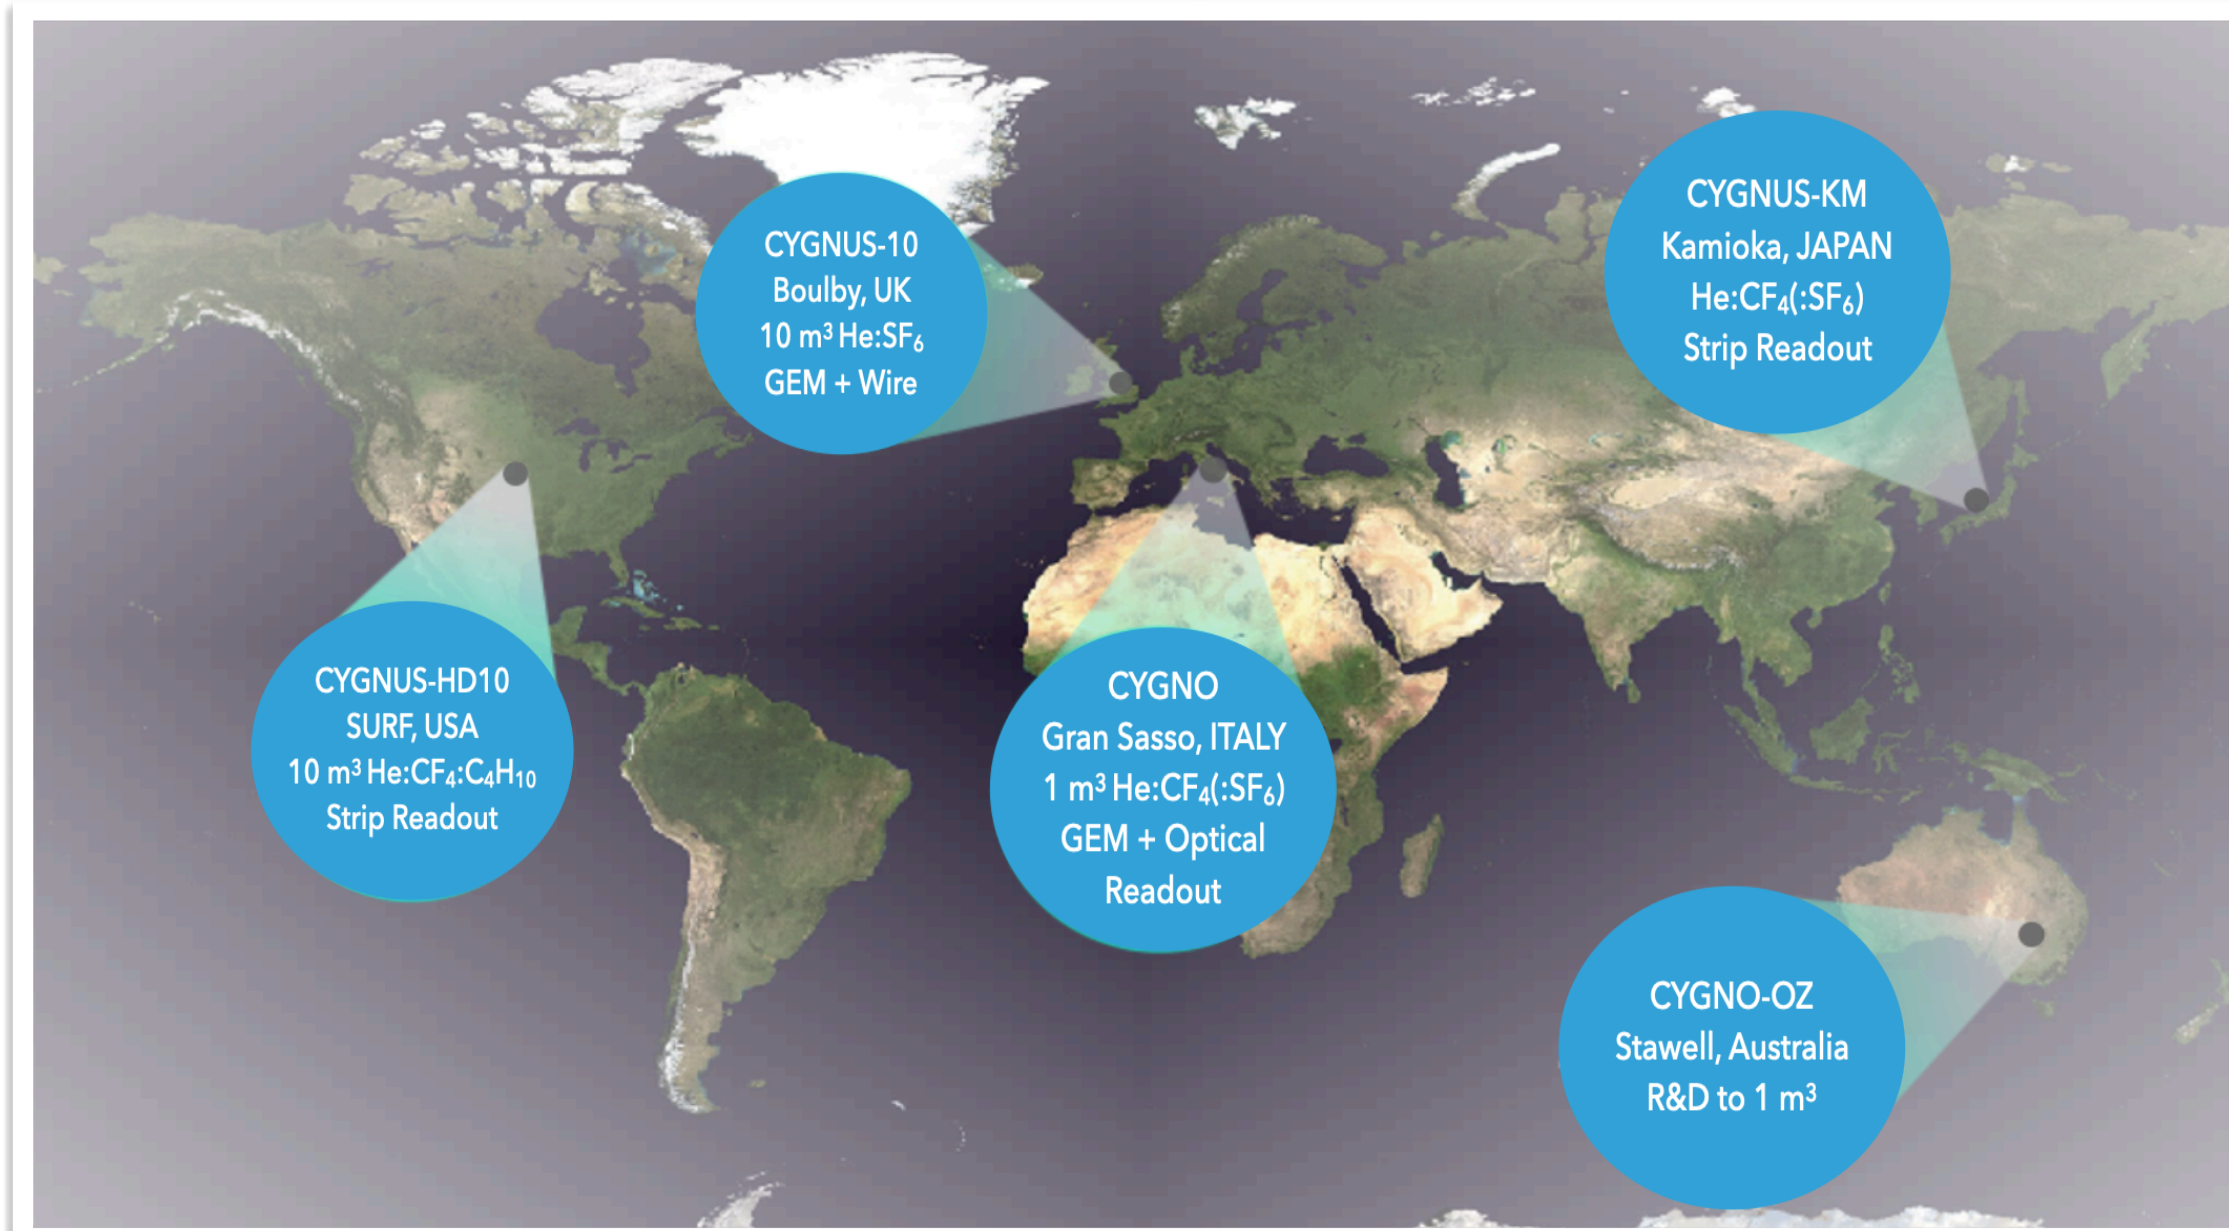 CYGNUS-10
Boulby, UK
10 m³ He:SF₆
GEM + Wire
CYGNUS-KM
Kamioka, JAPAN
He:CF₄(:SF₆)
Strip Readout
CYGNUS-HD10
SURF, USA
10 m³ He:CF₄:C₄H₁₀
Strip Readout
CYGNO
Gran Sasso, ITALY
1 m³ He:CF₄(:SF₆)
GEM + Optical
Readout
CYGNO-OZ
Stawell, Australia
R&D to 1 m³